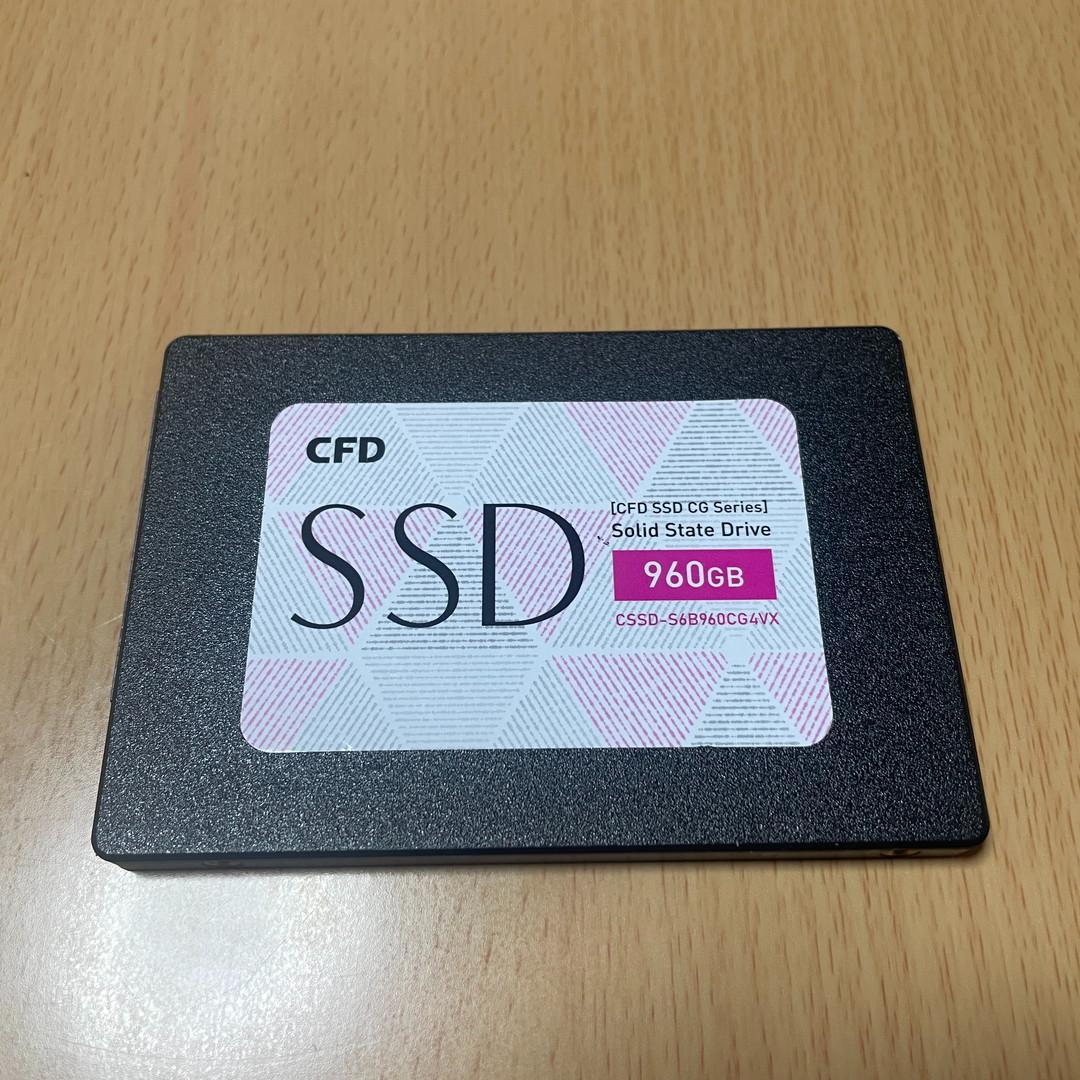 CFD
SSD
[CFD SSD CG Series]
Solid State Drive
960GB
CSSD-S6B960CG4VX